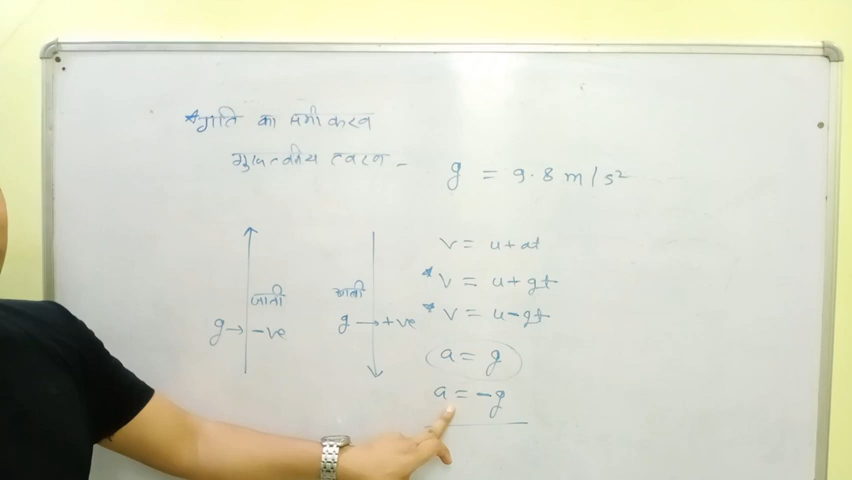 *गति का समीकरण
गुरुत्वीय त्वरण -
g = 9.8 m/s²
जाती
g → -ve
आती
g → +ve
v = u+at
* v = u+gt
* v = u-gt
a = g
a = -g